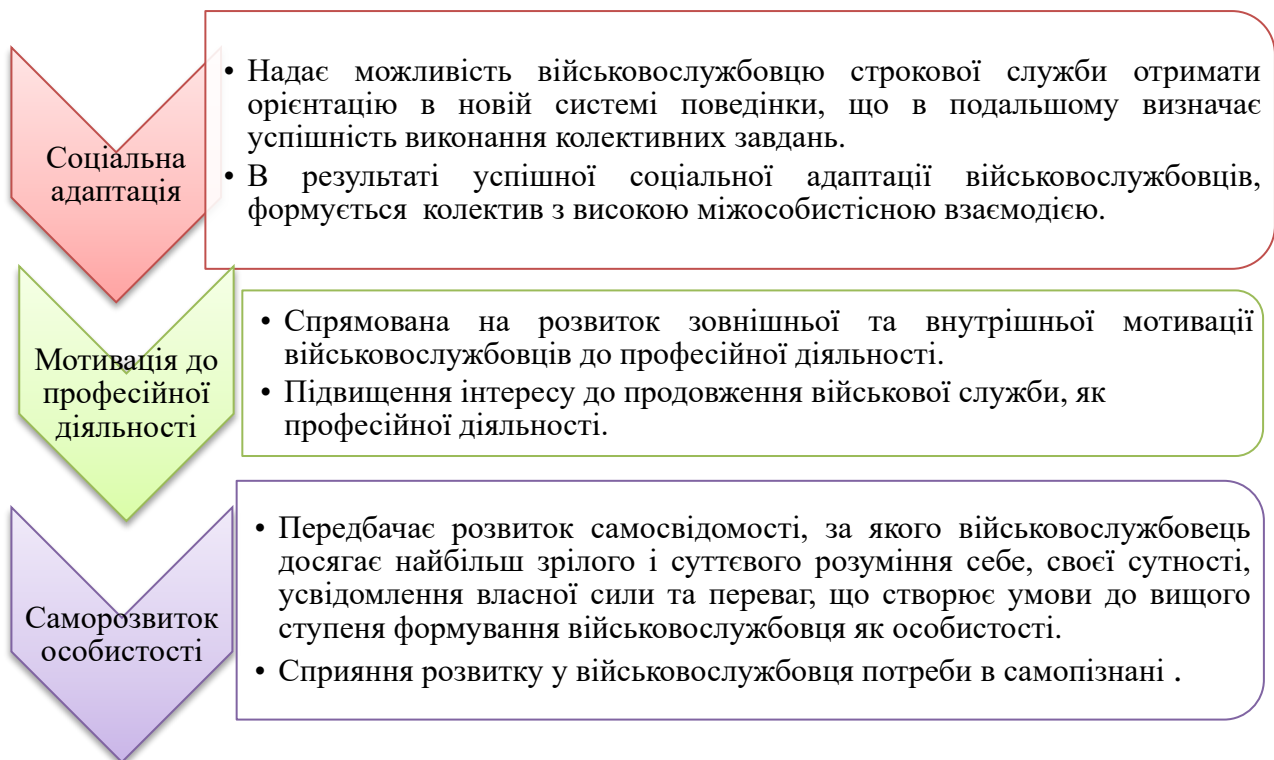 Соціальна
адаптація
• Надає можливість військовослужбовцю строкової служби отримати
орієнтацію в новій системі поведінки, що в подальшому визначає
успішність виконання колективних завдань.
• В результаті успішної соціальної адаптації військовослужбовців,
формується колектив з високою міжособистісною взаємодією.
Мотивація до
професійної
діяльності
• Спрямована на розвиток зовнішньої та внутрішньої мотивації
військовослужбовців до професійної діяльності.
• Підвищення інтересу до продовження військової служби, як
професійної діяльності.
Саморозвиток
особистості
• Передбачає розвиток самосвідомості, за якого військовослужбовець
досягає найбільш зрілого і суттєвого розуміння себе, своєї сутності,
усвідомлення власної сили та переваг, що створює умови до вищого
ступеня формування військовослужбовця як особистості.
• Сприяння розвитку у військовослужбовця потреби в самопізнані .